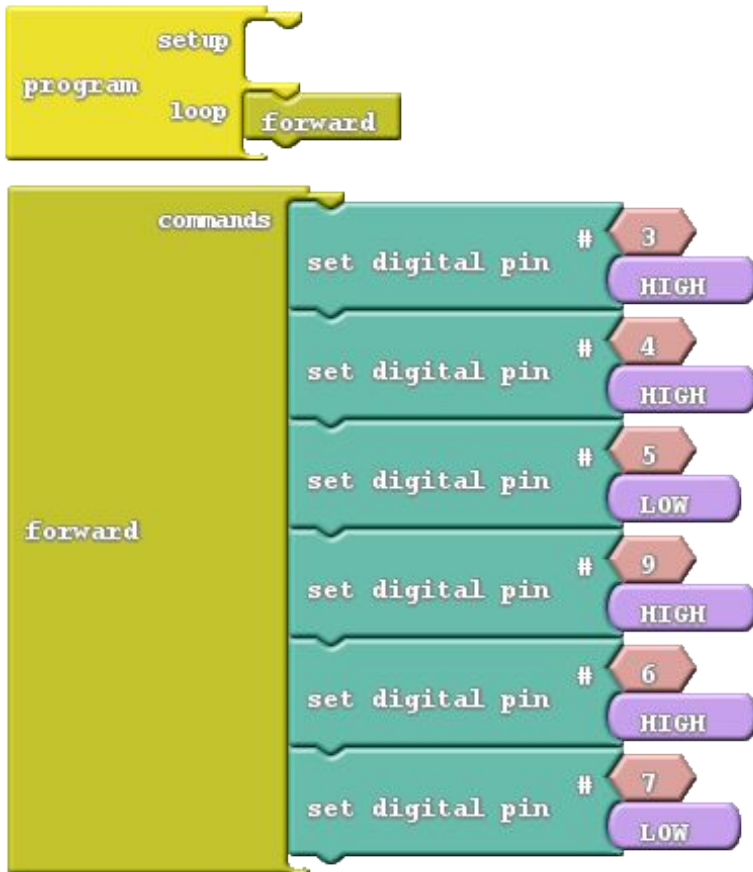 setup
program
loop
forward
commands
set digital pin # 3
HIGH
set digital pin # 4
HIGH
set digital pin # 5
LOW
forward
set digital pin # 9
HIGH
set digital pin # 6
HIGH
set digital pin # 7
LOW